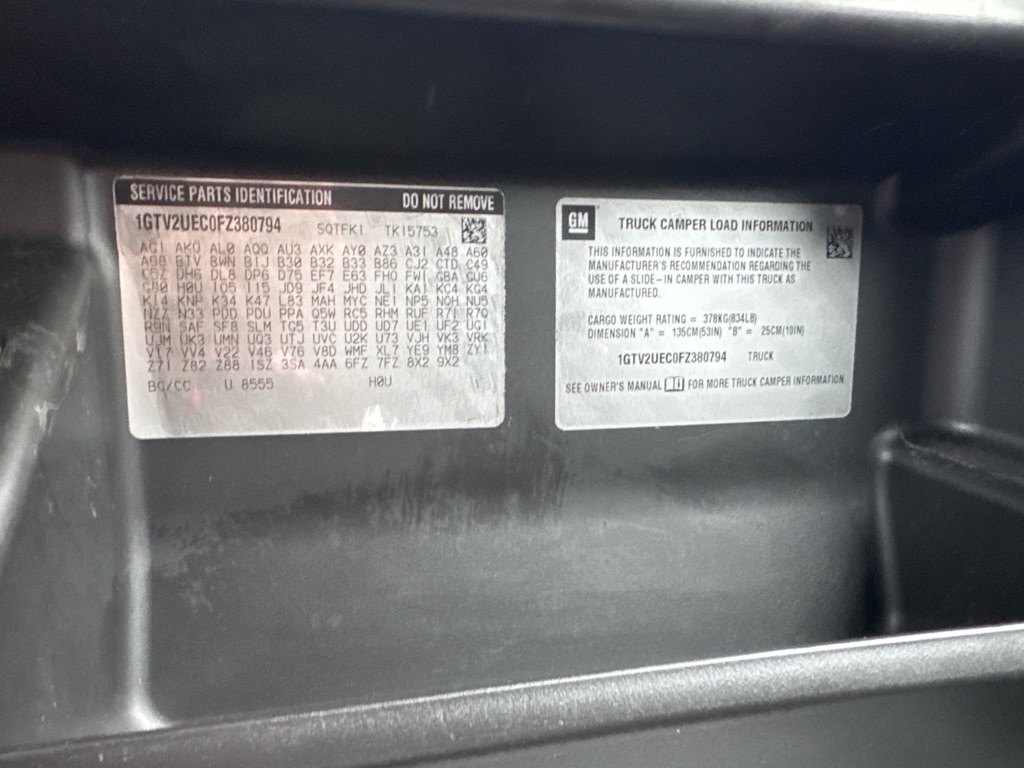 SERVICE PARTS IDENTIFICATION DO NOT REMOVE
1GTV2UEC0FZ380794 SQTFK1 TK15753
AG1 AKO AL0 AQQ AU3 AXK AY0 AZ3 A31 A48 A60
A98 BTV BWN B1J B30 B32 B33 B86 CJ2 CTD C49
C5Z DH6 DL8 DP6 D75 EF7 E63 FHO FW1 GBA GU6
H0U IO5 I15 JD9 JF4 JHD JL1 KA1 KC4 KG4
K14 KNP K34 K47 L83 MAH MYC NE1 NP5 NQH NU5
NZZ N33 PDD PDU PPA Q5W RC5 RHM RUF R7I R7Q
R9N SAF SF8 SLM TG5 T3U UDD UD7 UE1 UF2 UG1
UJM UK3 UMN UQ3 UTJ UVC U2K U73 VJH VK3 VRK
V17 VV4 V22 V46 V76 V8D WMF XL7 YE9 YM8 ZY1
Z71 Z82 Z88 1SZ 3SA 4AA 6FZ 7FZ 8X2 9X2
BC/CC U 8555 H0U
GM TRUCK CAMPER LOAD INFORMATION
THIS INFORMATION IS FURNISHED TO INDICATE THE
MANUFACTURER'S RECOMMENDATION REGARDING THE
USE OF A SLIDE-IN CAMPER WITH THIS TRUCK AS
MANUFACTURED.
CARGO WEIGHT RATING = 378KG(834LB)
DIMENSION "A" = 135CM(53IN) "B" = 25CM(10IN)
1GTV2UEC0FZ380794 TRUCK
SEE OWNER'S MANUAL FOR MORE TRUCK CAMPER INFORMATION